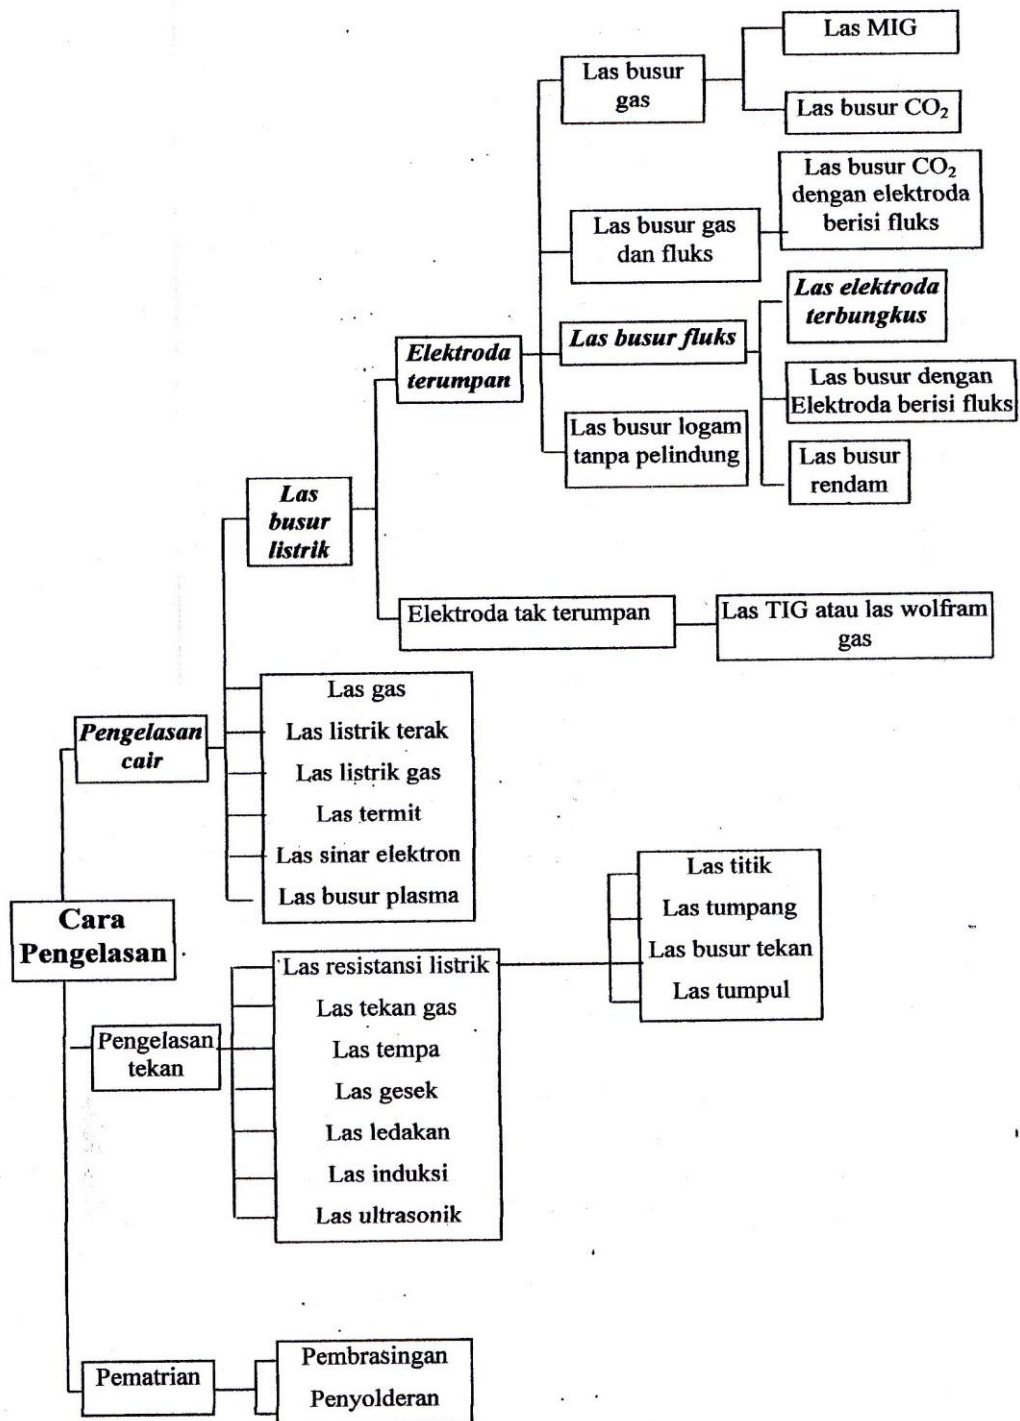 Las MIG
Las busur
gas
Las busur CO₂
Las busur CO₂
dengan elektroda
berisi fluks
Las busur gas
dan fluks
Las elektroda
terbungkus
Elektroda
terumpan
Las busur fluks
Las busur dengan
Elektroda berisi fluks
Las busur logam
tanpa pelindung
Las busur
rendam
Las
busur
listrik
Elektroda tak terumpan
Las TIG atau las wolfram
gas
Pengelasan
cair
Las gas
Las listrik terak
Las listrik gas
Las termit
Las sinar elektron
Las busur plasma
Cara
Pengelasan
Las titik
Las tumpang
Las busur tekan
Las tumpul
Pengelasan
tekan
Las resistansi listrik
Las tekan gas
Las tempa
Las gesek
Las ledakan
Las induksi
Las ultrasonik
Pematrian
Pembrasingan
Penyolderan